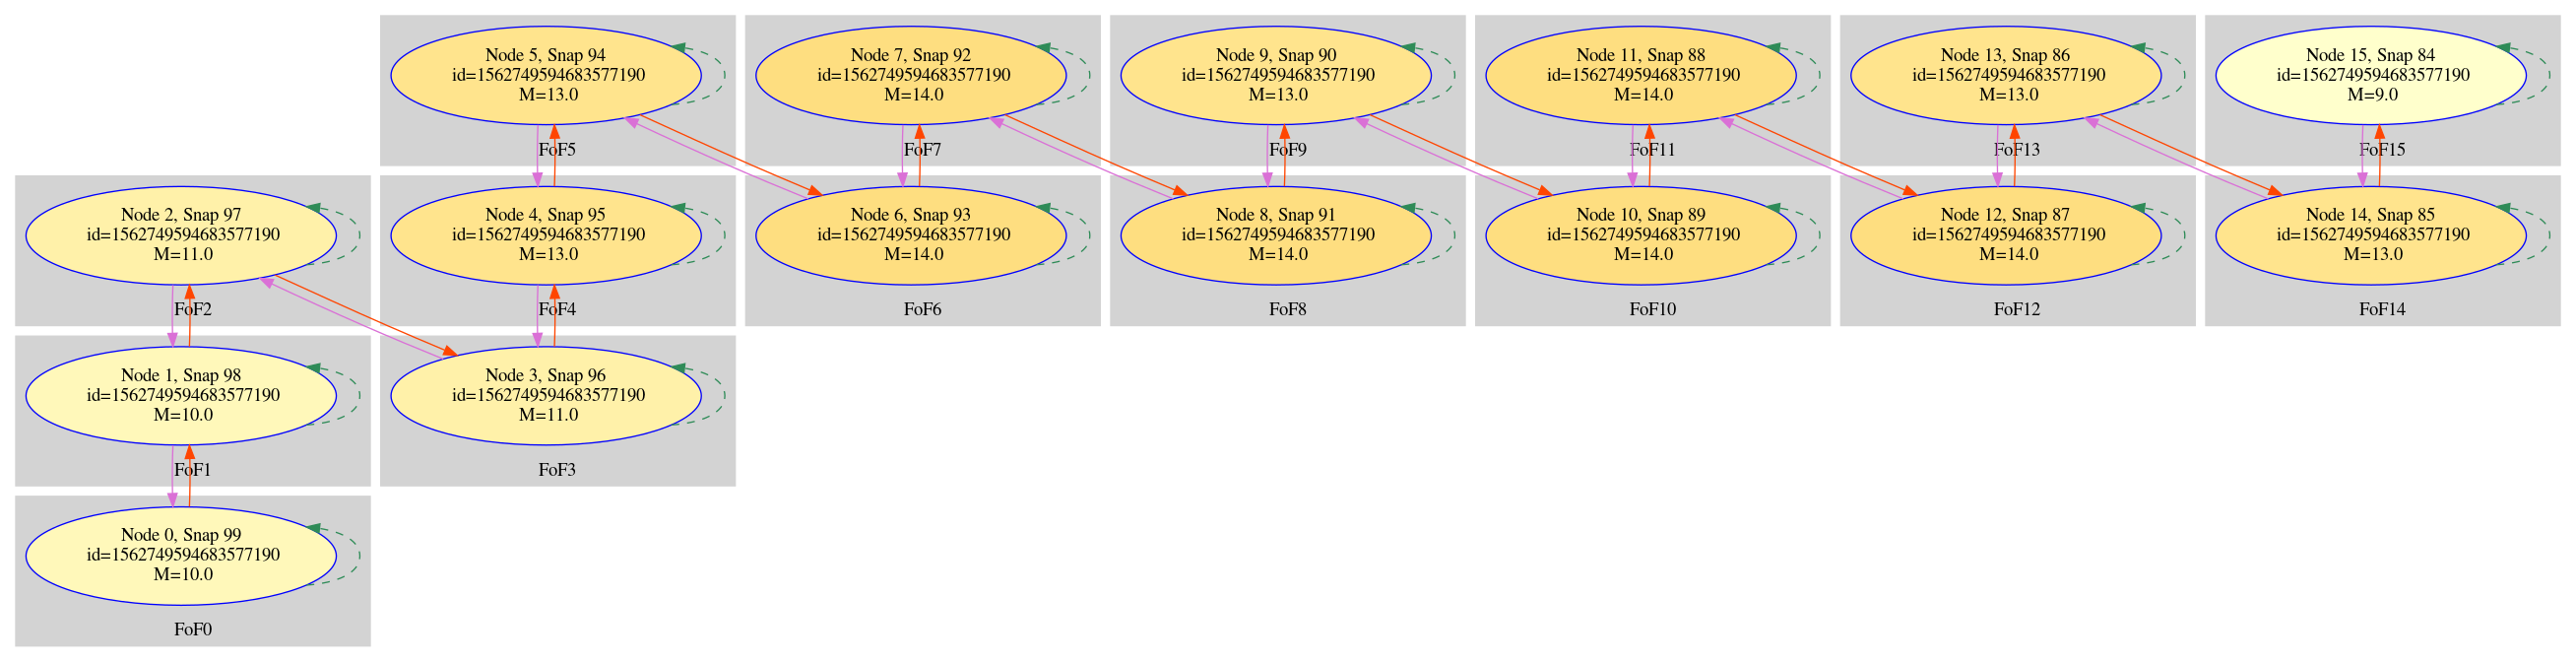 Node 5, Snap 94
id=1562749594683577190
M=13.0
FoF5
Node 7, Snap 92
id=1562749594683577190
M=14.0
FoF7
Node 9, Snap 90
id=1562749594683577190
M=13.0
FoF9
Node 11, Snap 88
id=1562749594683577190
M=14.0
FoF11
Node 13, Snap 86
id=1562749594683577190
M=13.0
FoF13
Node 15, Snap 84
id=1562749594683577190
M=9.0
FoF15
Node 2, Snap 97
id=1562749594683577190
M=11.0
FoF2
Node 4, Snap 95
id=1562749594683577190
M=13.0
FoF4
Node 6, Snap 93
id=1562749594683577190
M=14.0
FoF6
Node 8, Snap 91
id=1562749594683577190
M=14.0
FoF8
Node 10, Snap 89
id=1562749594683577190
M=14.0
FoF10
Node 12, Snap 87
id=1562749594683577190
M=14.0
FoF12
Node 14, Snap 85
id=1562749594683577190
M=13.0
FoF14
Node 1, Snap 98
id=1562749594683577190
M=10.0
FoF1
Node 3, Snap 96
id=1562749594683577190
M=11.0
FoF3
Node 0, Snap 99
id=1562749594683577190
M=10.0
FoF0